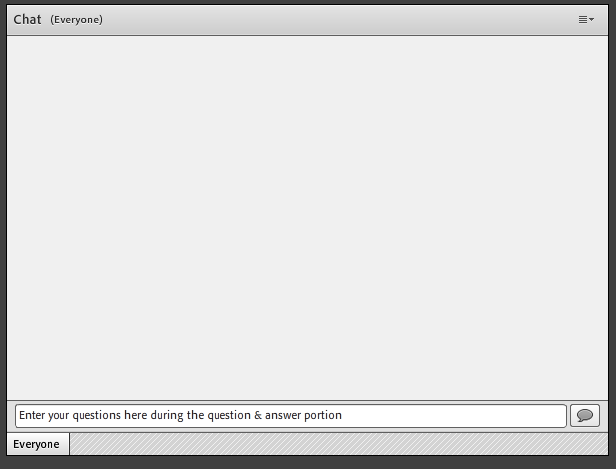 Chat (Everyone)
Enter your questions here during the question & answer portion
Everyone